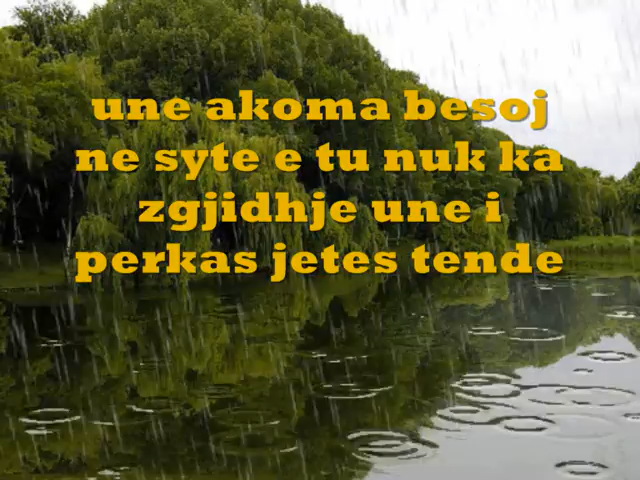 une akoma besoj
ne syte e tu nuk ka
zgjidhje une i
perkas jetes tende